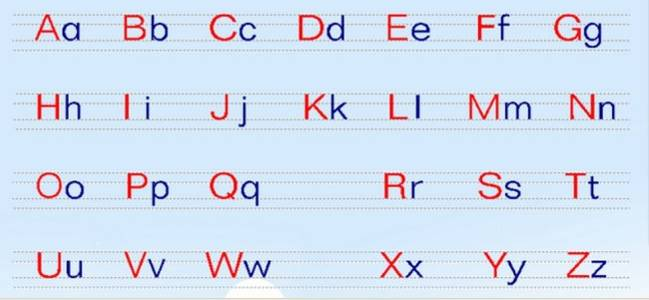 Aa Bb Cc Dd Ee Ff Gg
Hh Ii Jj Kk Ll Mm Nn
Oo Pp Qq Rr Ss Tt
Uu Vv Ww Xx Yy Zz